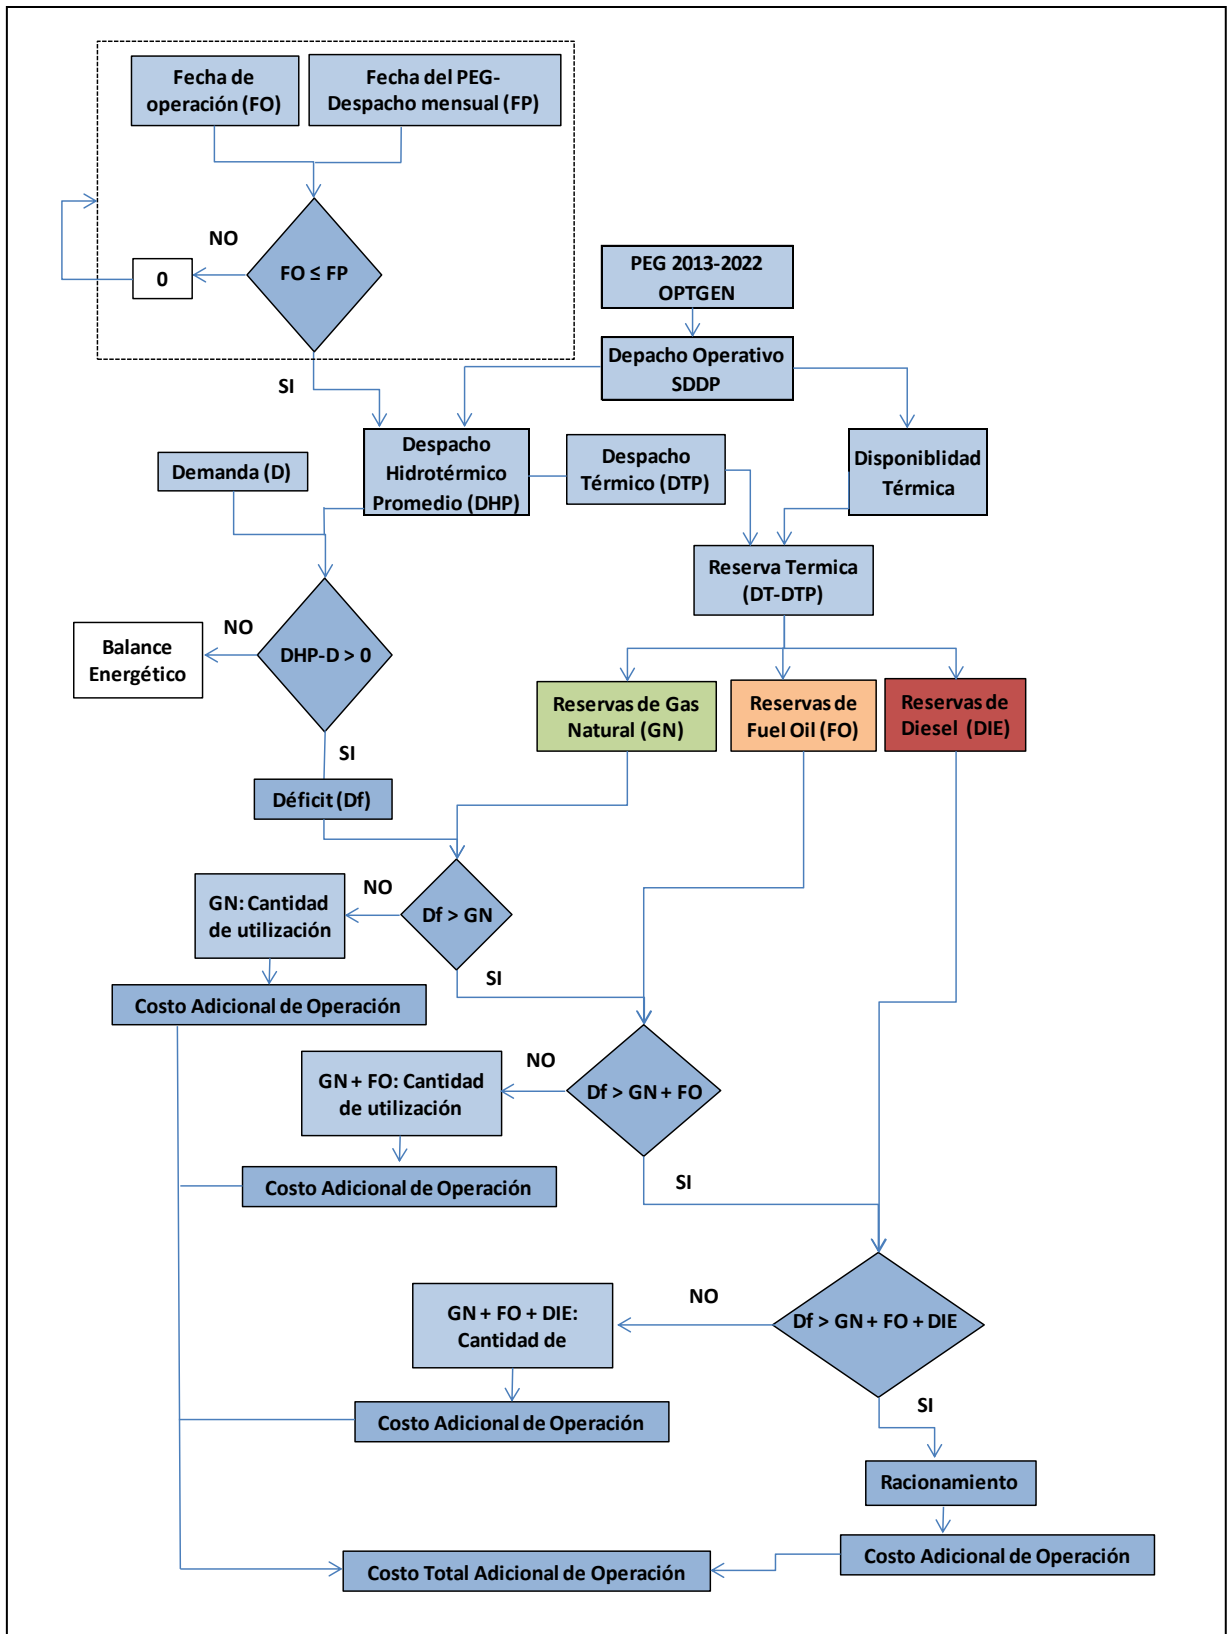 Fecha de
operación (FO)
Fecha del PEG-
Despacho mensual (FP)
NO
0
FO ≤ FP
SI
PEG 2013-2022
OPTGEN
Depacho Operativo
SDDP
Demanda (D)
Despacho
Hidrotérmico
Promedio (DHP)
Despacho
Térmico (DTP)
Disponiblidad
Térmica
Reserva Termica
(DT-DTP)
NO
Balance
Energético
DHP-D > 0
SI
Reservas de Gas
Natural (GN)
Reservas de
Fuel Oil (FO)
Reservas de
Diesel (DIE)
Déficit (Df)
NO
GN: Cantidad
de utilización
Df > GN
SI
Costo Adicional de Operación
NO
GN + FO: Cantidad
de utilización
Df > GN + FO
SI
Costo Adicional de Operación
NO
GN + FO + DIE:
Cantidad de
Df > GN + FO + DIE
SI
Costo Adicional de Operación
Racionamiento
Costo Adicional de Operación
Costo Total Adicional de Operación